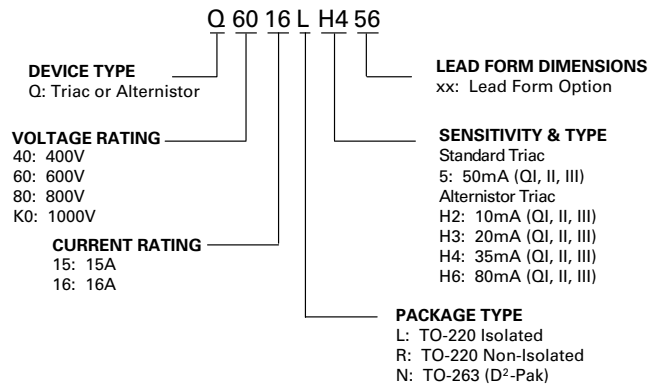 Q 60 16 L H4 56
DEVICE TYPE
Q: Triac or Alternistor
VOLTAGE RATING
40: 400V
60: 600V
80: 800V
K0: 1000V
CURRENT RATING
15: 15A
16: 16A
LEAD FORM DIMENSIONS
xx: Lead Form Option
SENSITIVITY & TYPE
Standard Triac
5: 50mA (QI, II, III)
Alternistor Triac
H2: 10mA (QI, II, III)
H3: 20mA (QI, II, III)
H4: 35mA (QI, II, III)
H6: 80mA (QI, II, III)
PACKAGE TYPE
L: TO-220 Isolated
R: TO-220 Non-Isolated
N: TO-263 (D²-Pak)